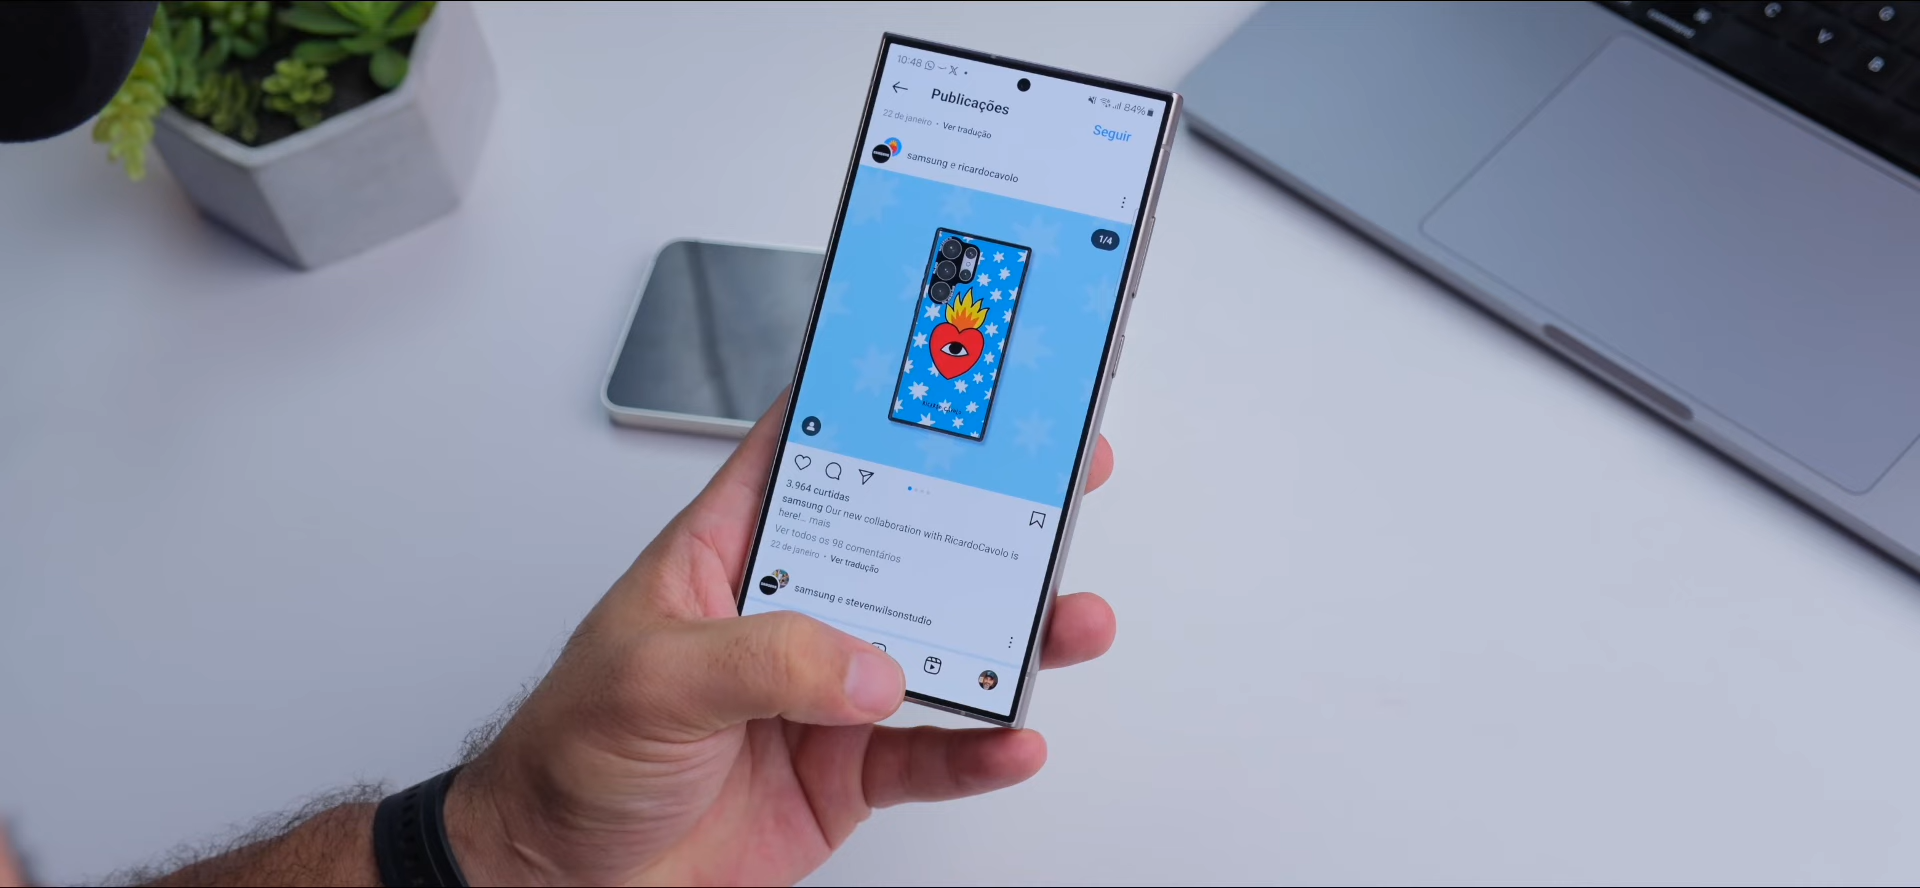 command
C
V
B
10:48
84%
Publicações
22 de janeiro • Ver tradução
Seguir
samsung e ricardocavolo
1/4
3.964 curtidas
samsung Our new collaboration with RicardoCavolo is
here!... mais
Ver todos os 98 comentários
22 de janeiro • Ver tradução
samsung e stevenwilsonstudio